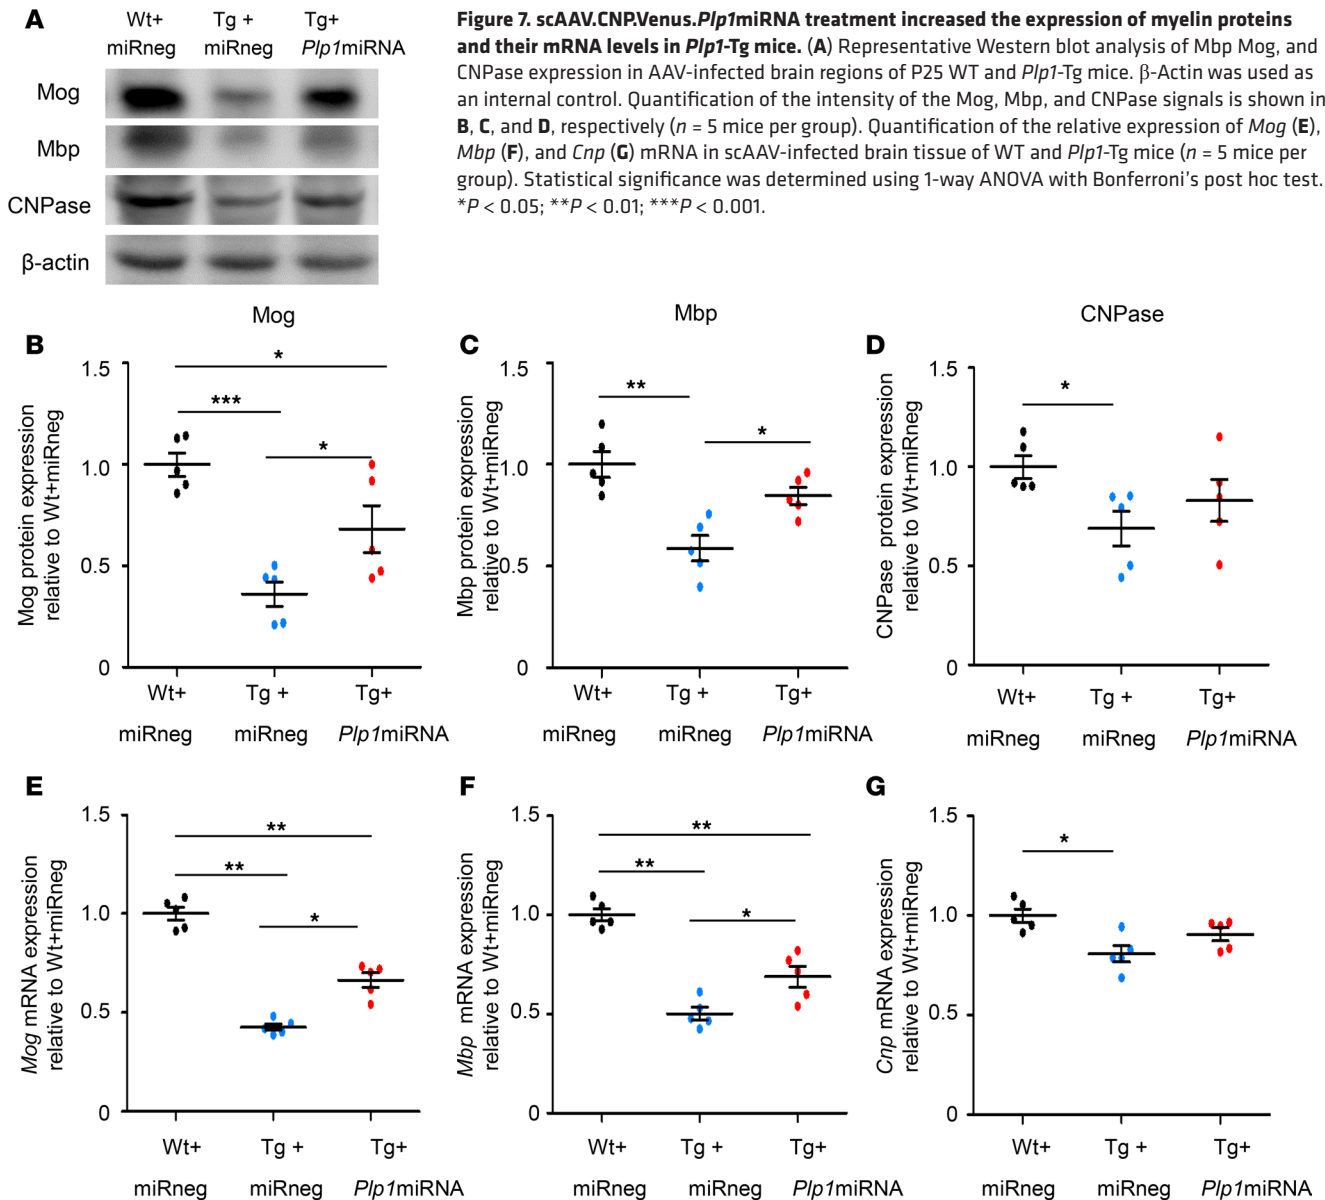 A
Wt+ Tg + Tg+
miRneg miRneg Plp1miRNA
Mog
Mbp
CNPase
β-actin
Figure 7. scAAV.CNP.Venus.Plp1miRNA treatment increased the expression of myelin proteins
and their mRNA levels in Plp1-Tg mice. (A) Representative Western blot analysis of Mbp Mog, and
CNPase expression in AAV-infected brain regions of P25 WT and Plp1-Tg mice. β-Actin was used as
an internal control. Quantification of the intensity of the Mog, Mbp, and CNPase signals is shown in
B, C, and D, respectively (n = 5 mice per group). Quantification of the relative expression of Mog (E),
Mbp (F), and Cnp (G) mRNA in scAAV-infected brain tissue of WT and Plp1-Tg mice (n = 5 mice per
group). Statistical significance was determined using 1-way ANOVA with Bonferroni's post hoc test.
*P < 0.05; **P < 0.01; ***P < 0.001.
Mog
B
Mog protein expression
relative to Wt+miRneg
1.5
1.0
0.5
0
*
***
*
Wt+ Tg + Tg+
miRneg miRneg Plp1miRNA
Mbp
C
Mbp protein expression
relative to Wt+miRneg
1.5
1.0
0.5
0
**
*
Wt+ Tg + Tg+
miRneg miRneg Plp1miRNA
CNPase
D
CNPase protein expression
relative to Wt+miRneg
1.5
1.0
0.5
0
*
Wt+ Tg + Tg+
miRneg miRneg Plp1miRNA
E
Mog mRNA expression
relative to Wt+miRneg
1.5
1.0
0.5
0
**
**
*
Wt+ Tg + Tg+
miRneg miRneg Plp1miRNA
F
Mbp mRNA expression
relative to Wt+miRneg
1.5
1.0
0.5
0
**
**
*
Wt+ Tg + Tg+
miRneg miRneg Plp1miRNA
G
Cnp mRNA expression
relative to Wt+miRneg
1.5
1.0
0.5
0
*
Wt+ Tg + Tg+
miRneg miRneg Plp1miRNA